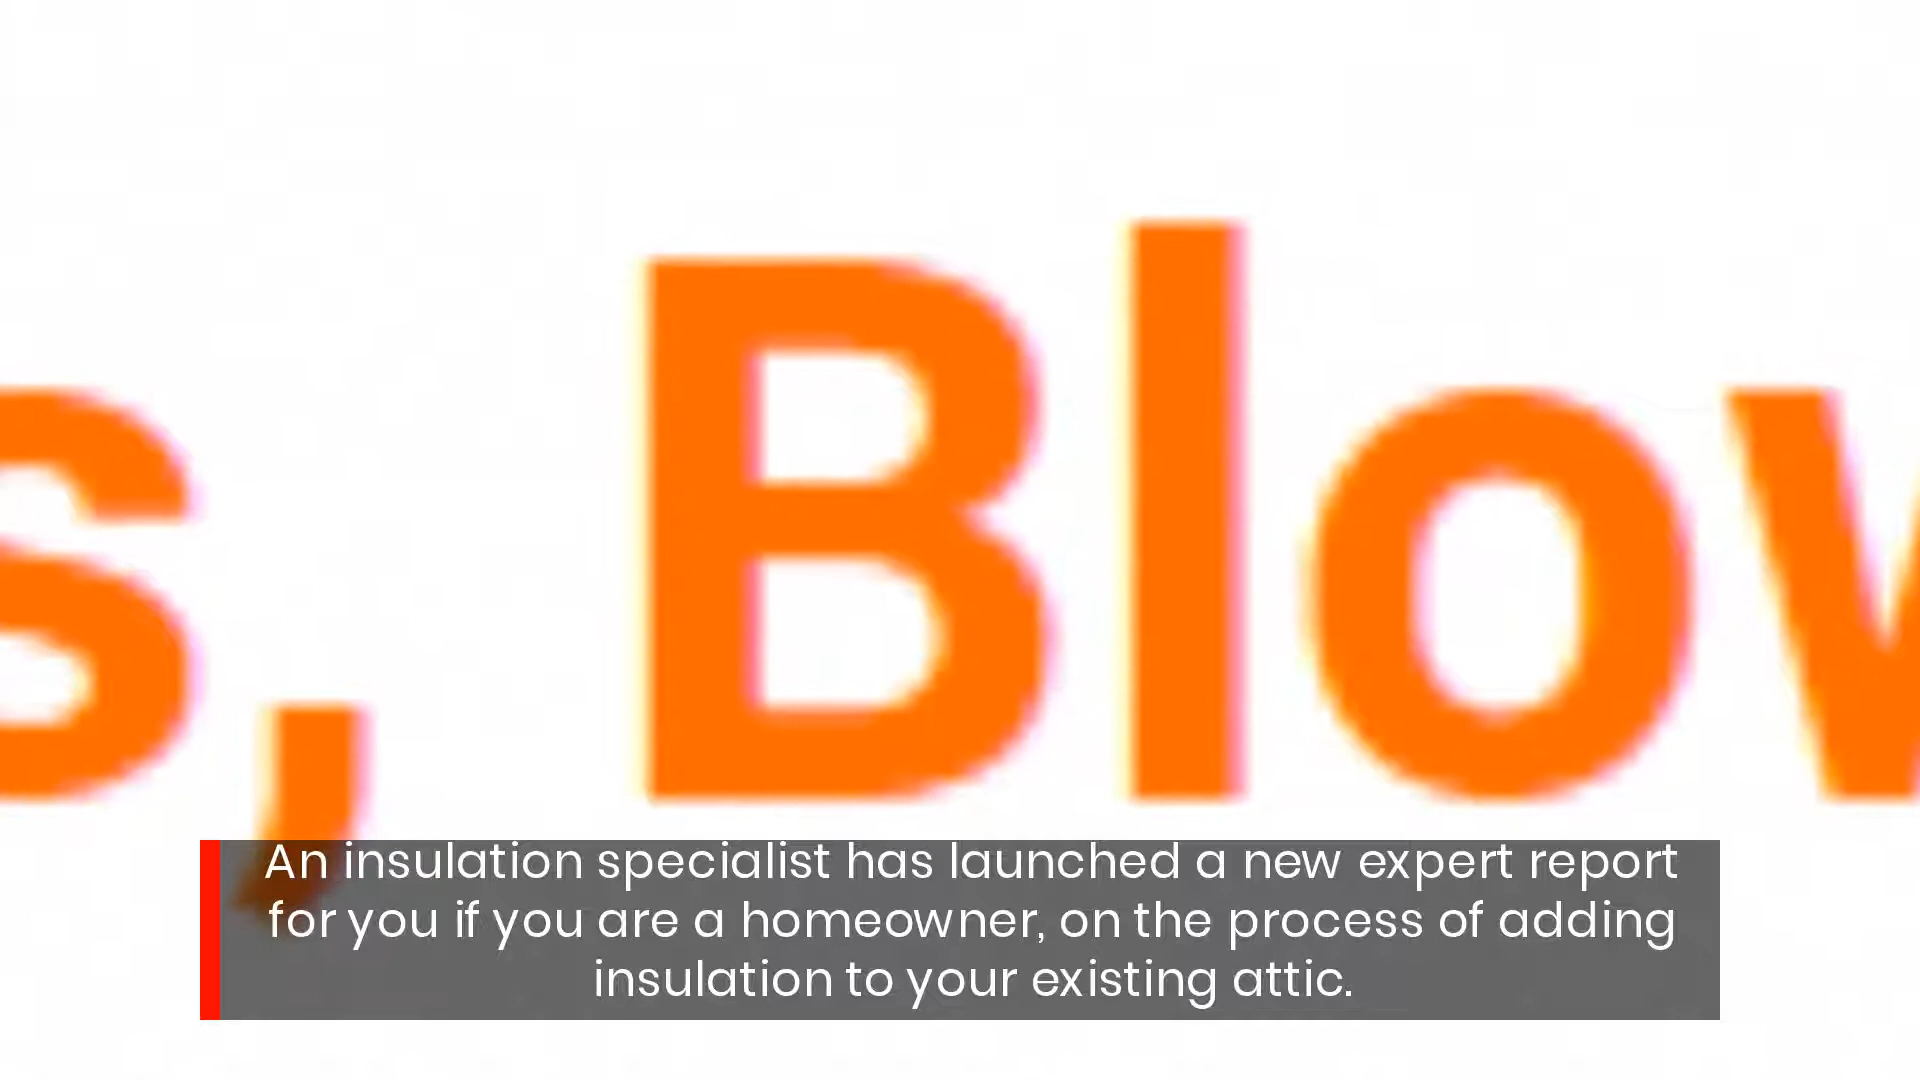 s, Blow
An insulation specialist has launched a new expert report
for you if you are a homeowner, on the process of adding
insulation to your existing attic.